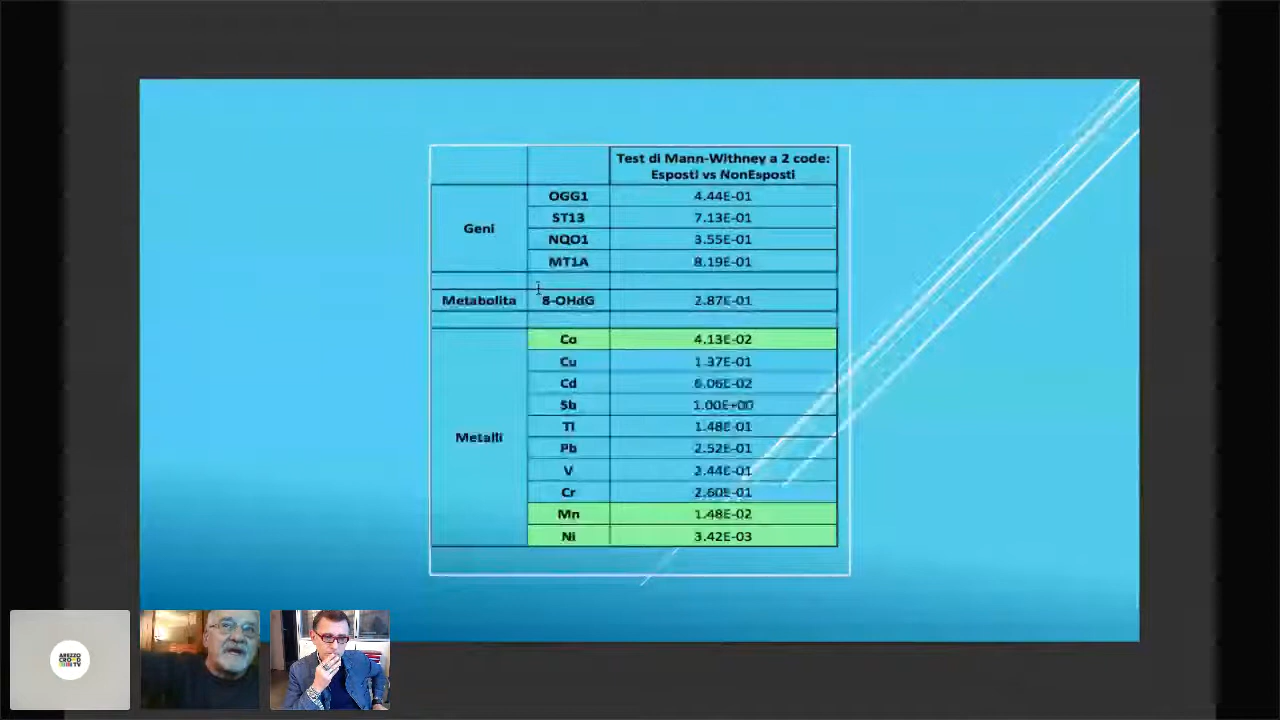 Test di Mann-Withney a 2 code:
Esposti vs NonEsposti
Geni
OGG1 4.44E-01
ST13 7.13E-01
NQO1 3.55E-01
MT1A 8.19E-01
Metabolita 8-OHdG 2.87E-01
Metalli
Co 4.13E-02
Cu 1.37E-01
Cd 6.06E-02
Sb 1.00E+00
Tl 1.48E-01
Pb 2.52E-01
V
Cr 2.60E-01
Mn 1.48E-02
Ni 3.42E-03
AREZZO
CROWD
TV